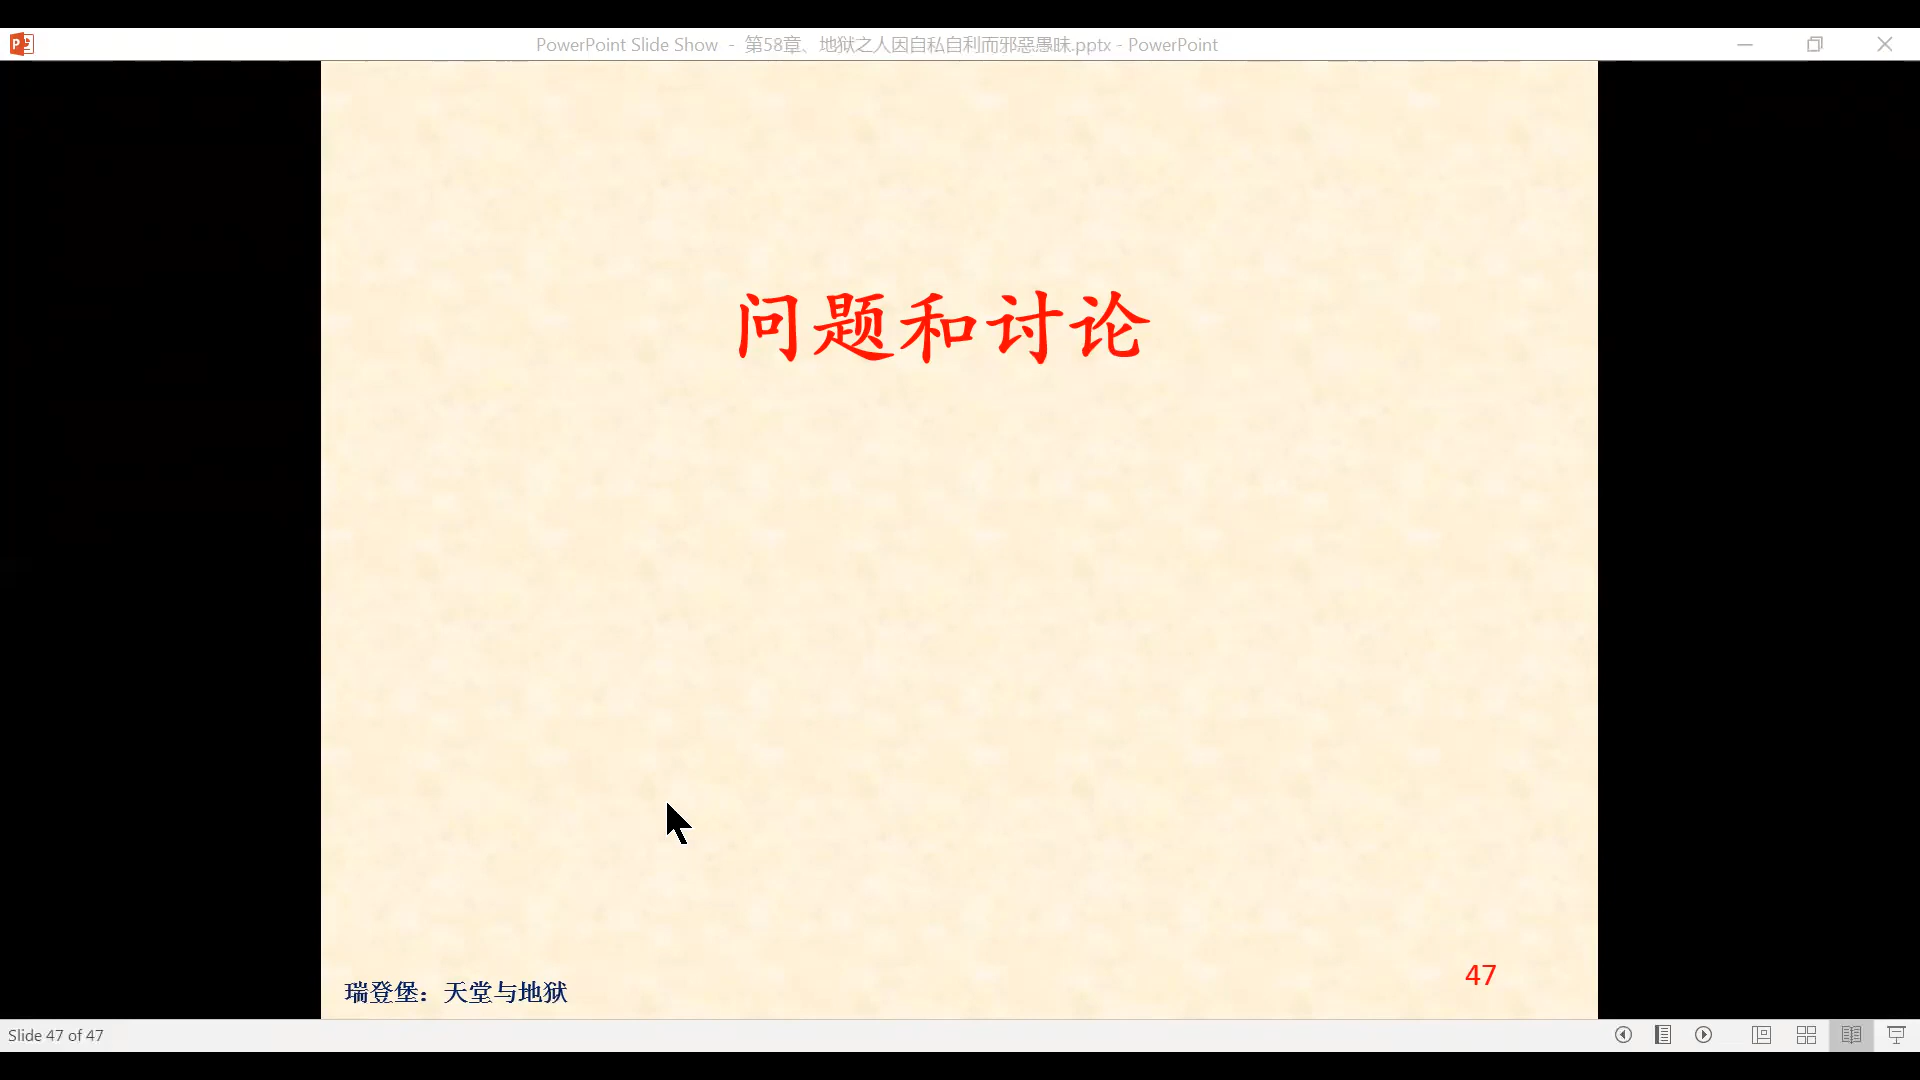 PowerPoint Slide Show - 第58章、地狱之人因自私自利而邪惡愚昧.pptx - PowerPoint
问题和讨论
瑞登堡：天堂与地狱
47
Slide 47 of 47